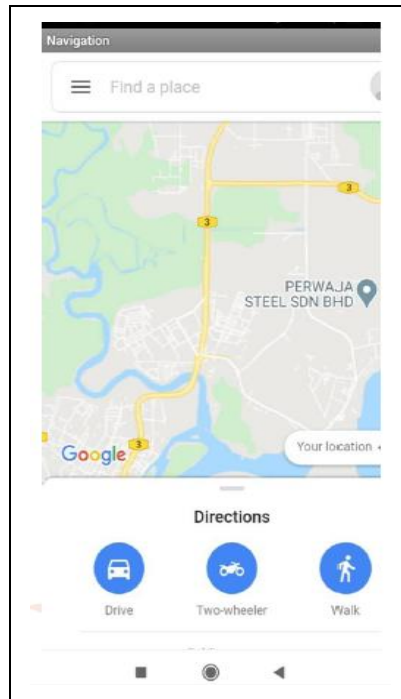 Navigation
Find a place
3
3
PERWAJA
STEEL SDN BHD
3
Google
Your location
Directions
Drive
Two-wheeler
Walk